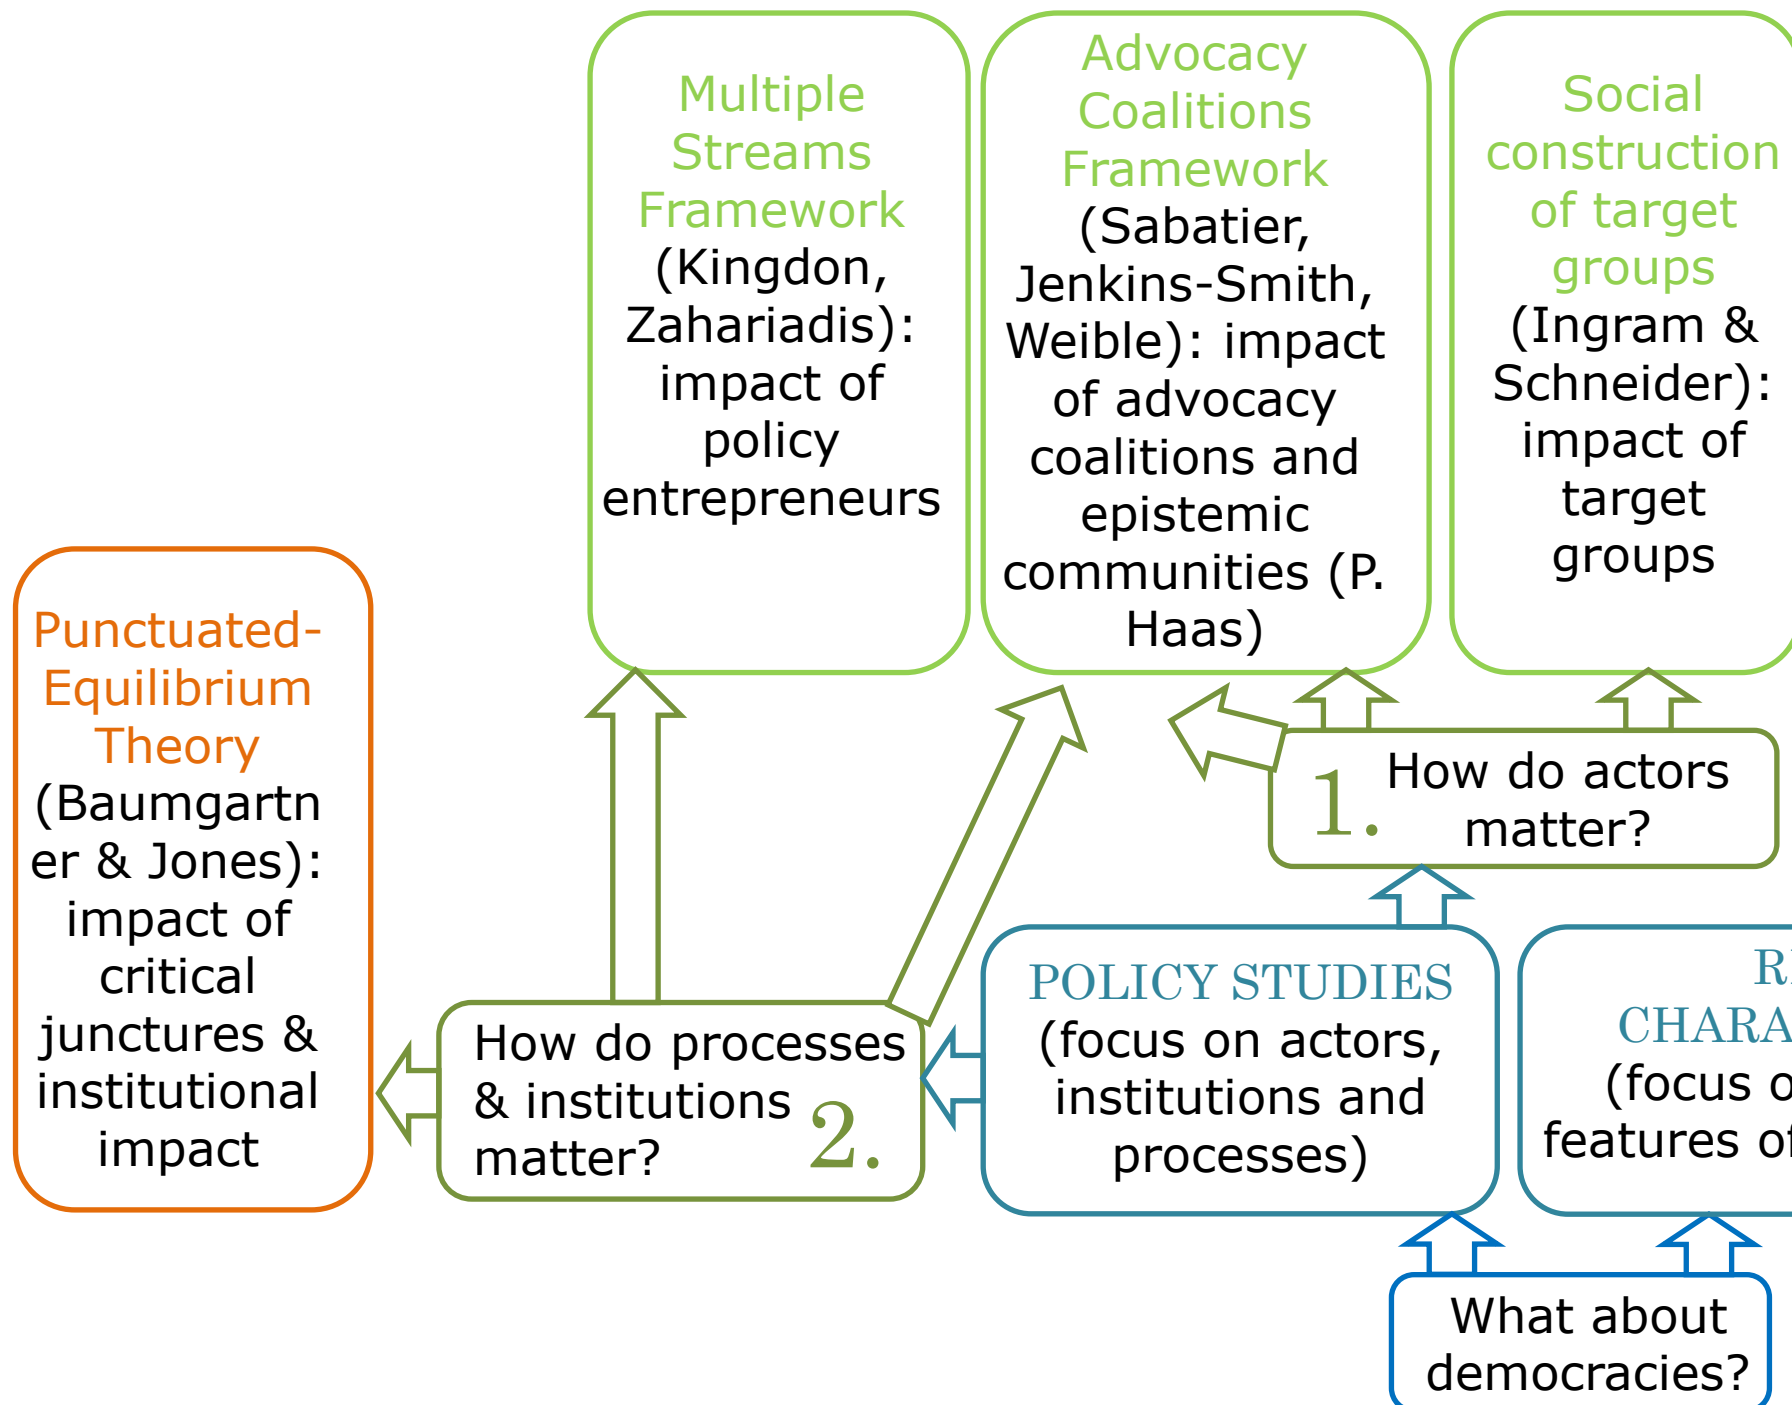 Multiple
Streams
Framework
(Kingdon,
Zahariadis):
impact of
policy
entrepreneurs
Advocacy
Coalitions
Framework
(Sabatier,
Jenkins-Smith,
Weible): impact
of advocacy
coalitions and
epistemic
communities (P.
Haas)
Social
construction
of target
groups
(Ingram &
Schneider):
impact of
target
groups
Punctuated-
Equilibrium
Theory
(Baumgartn
er & Jones):
impact of
critical
junctures &
institutional
impact
1. How do actors
matter?
How do processes
& institutions
matter? 2.
POLICY STUDIES
(focus on actors,
institutions and
processes)
(focus
features
What about
democracies?